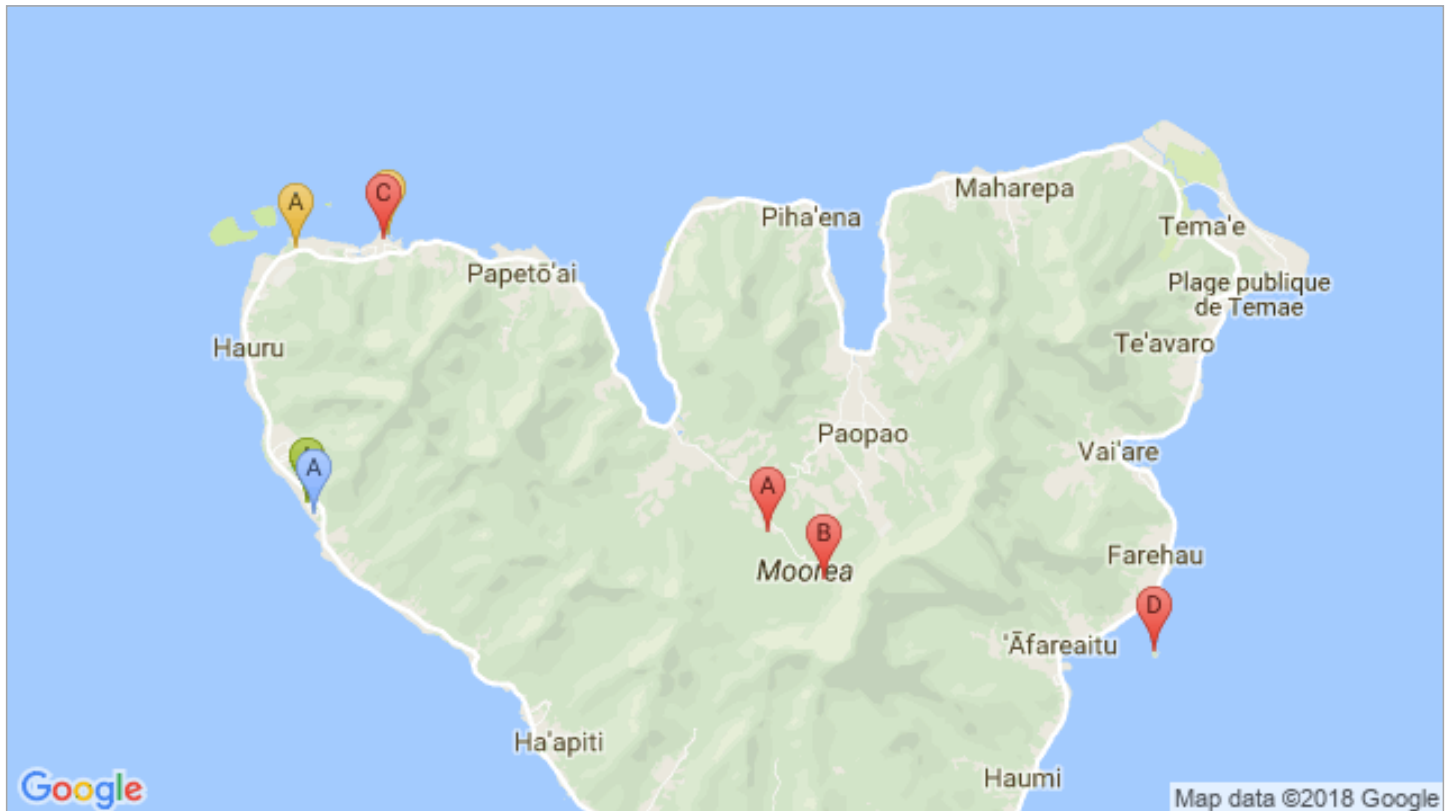 A
C
Maharepa
Piha'ena
Tema'e
Papetō'ai
Plage publique
de Temae
Hauru
Te'avaro
Paopao
Vai'are
A
A
B
Moorea
Farehau
D
'Āfareaitu
Ha'apiti
Haumi
Google
Map data ©2018 Google